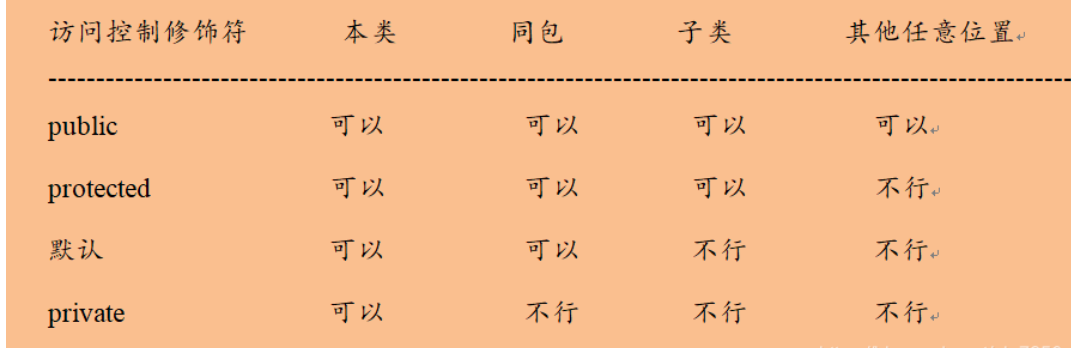 访问控制修饰符 本类 同包 子类 其他任意位置
--------------------------------------------------------------------------------------------------------
public 可以 可以 可以 可以
protected 可以 可以 可以 不行
默认 可以 可以 不行 不行
private 可以 不行 不行 不行